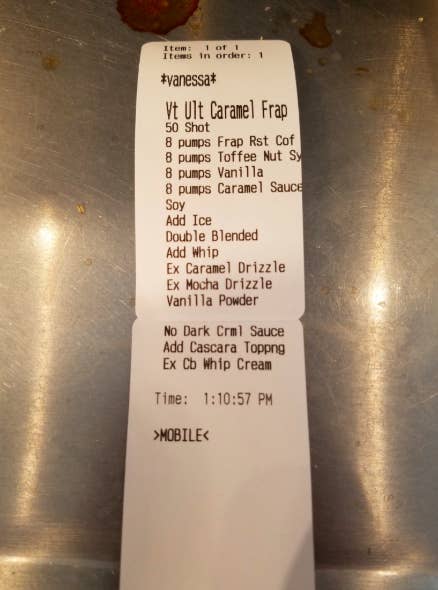 Item: 1 of 1
Items in order: 1
*vanessa*
Vt Ult Caramel Frap
50 Shot
8 pumps Frap Rst Cof
8 pumps Toffee Nut Sy
8 pumps Vanilla
8 pumps Caramel Sauce
Soy
Add Ice
Double Blended
Add Whip
Ex Caramel Drizzle
Ex Mocha Drizzle
Vanilla Powder
No Dark Crml Sauce
Add Cascara Toppng
Ex Cb Whip Cream
Time: 1:10:57 PM
>MOBILE<